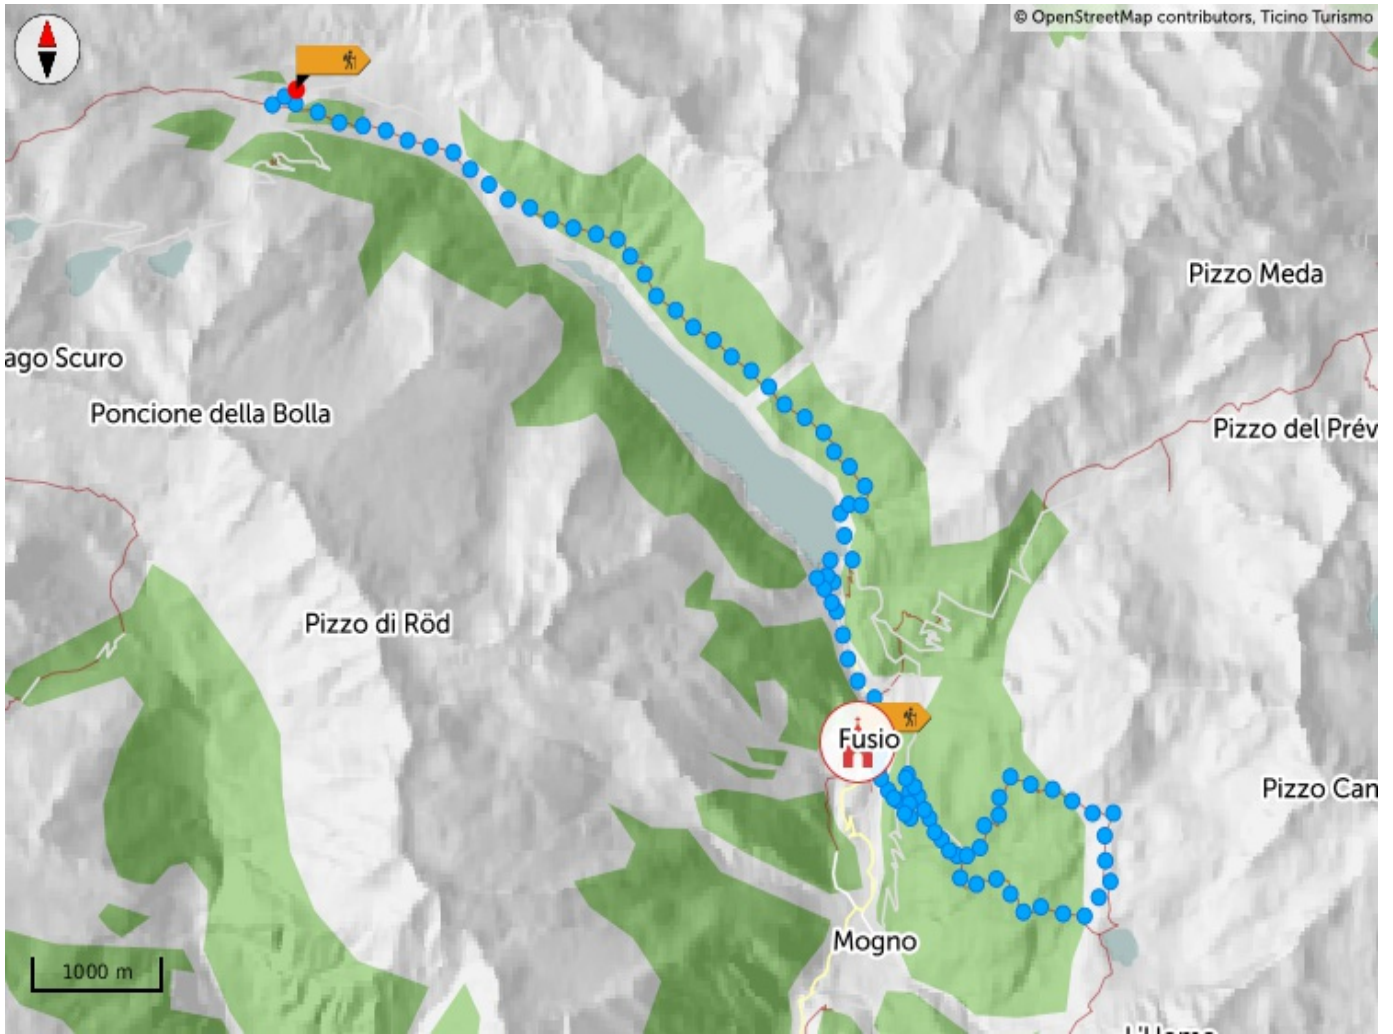 © OpenStreetMap contributors, Ticino Turismo
Pizzo Meda
ago Scuro
Poncione della Bolla
Pizzo del Prév
Pizzo di Röd
Fusio
Pizzo Can
Mogno
1000 m